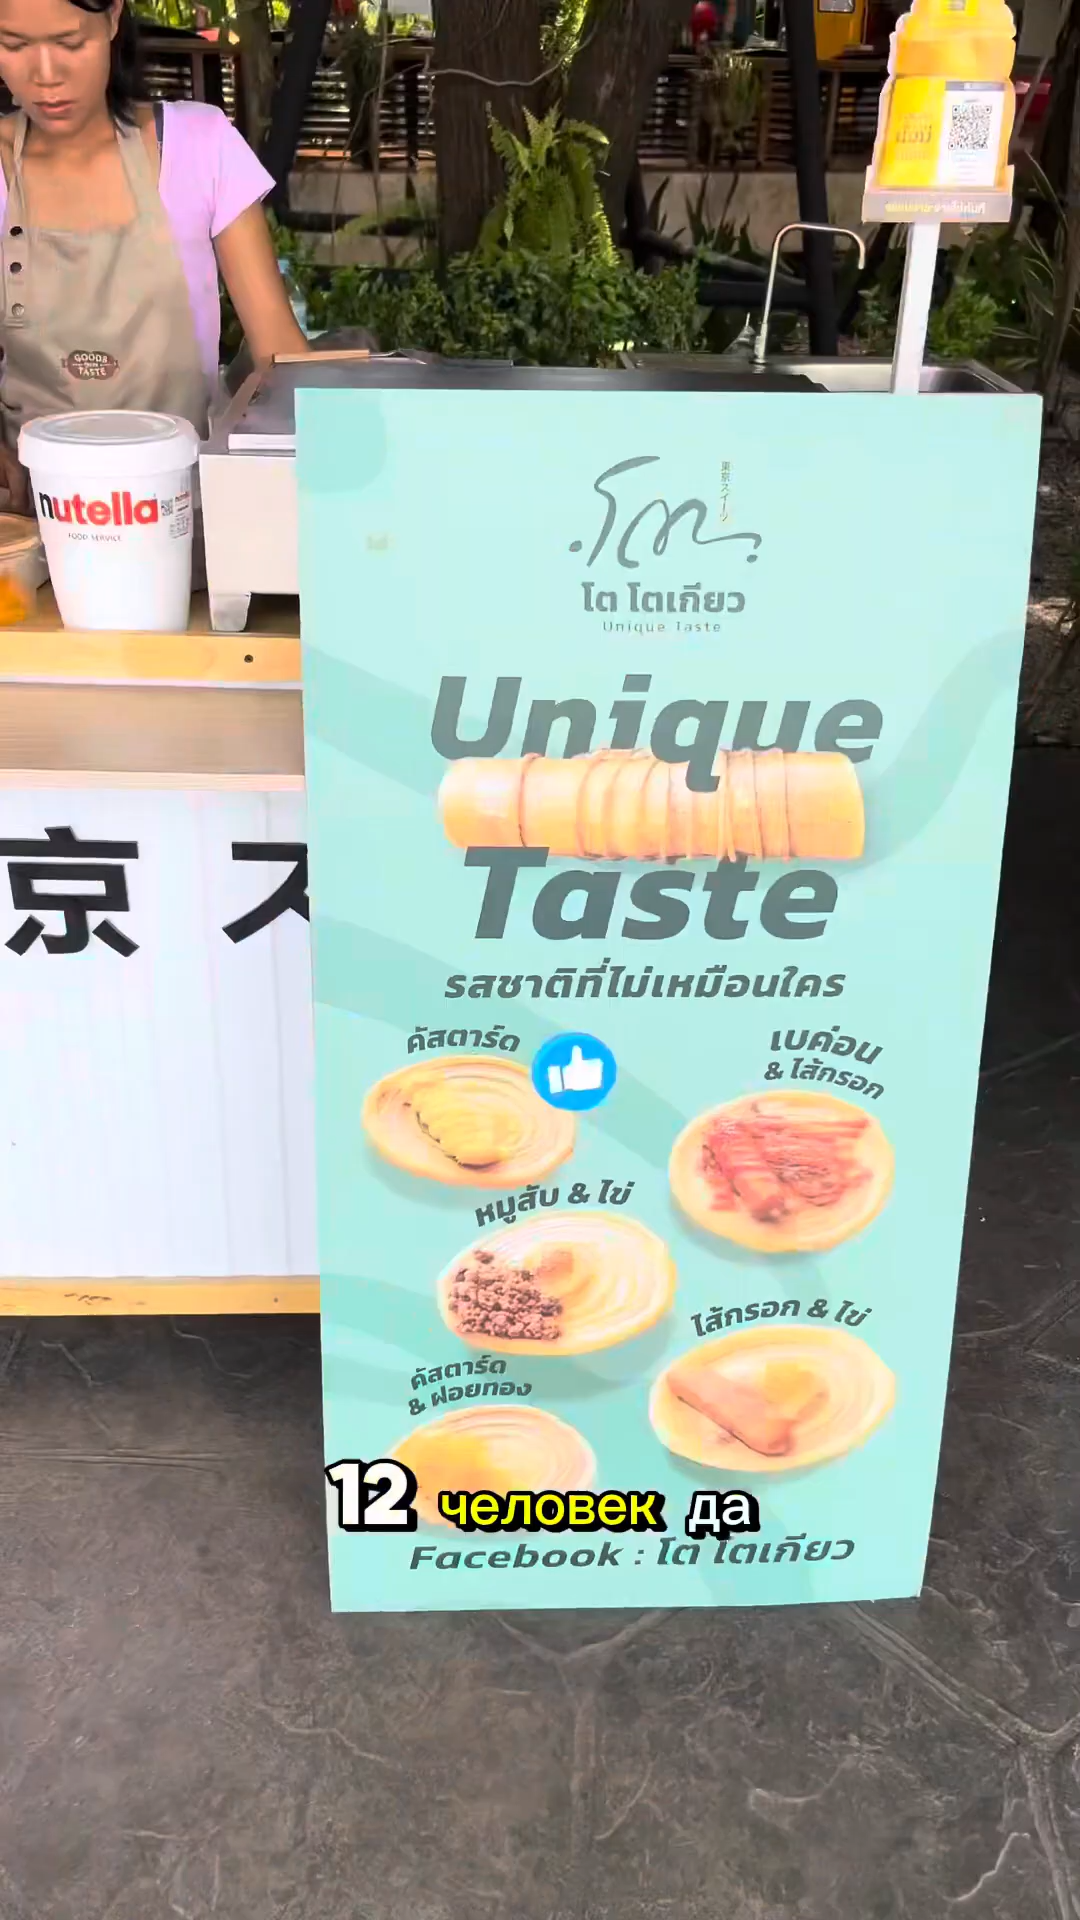 GOODS
TASTE
nutella
FOOD SERVICE
東京スイーツ
โต โตเกียว
Unique Taste
Unique
Taste
京 ス
รสชาติที่ไม่เหมือนใคร
คัสตาร์ด
เบค่อน
& ไส้กรอก
หมูสับ & ไข่
ไส้กรอก & ไข่
คัสตาร์ด
& ฝอยทอง
12 человек да
Facebook : โต โตเกียว